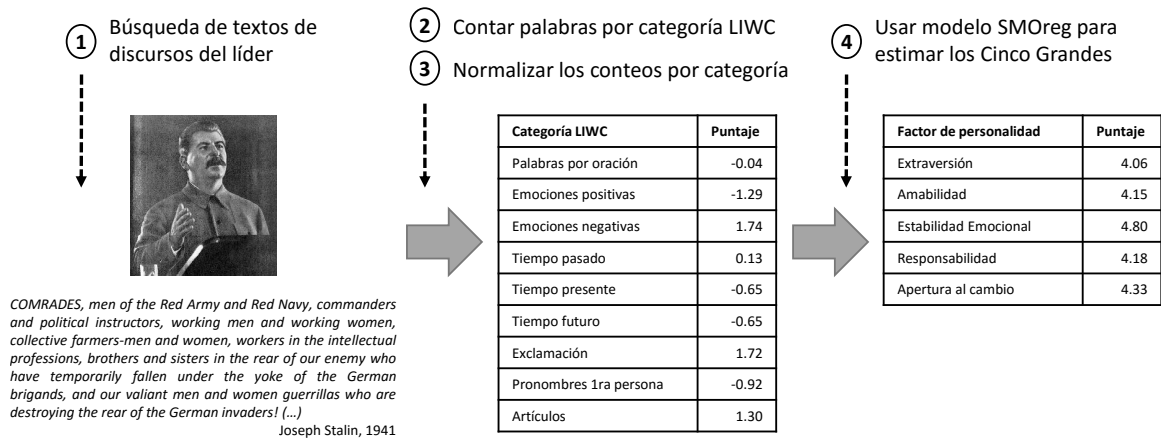 1 Búsqueda de textos de
discursos del líder
COMRADES, men of the Red Army and Red Navy, commanders
and political instructors, working men and working women,
collective farmers-men and women, workers in the intellectual
professions, brothers and sisters in the rear of our enemy who
have temporarily fallen under the yoke of the German
brigands, and our valiant men and women guerrillas who are
destroying the rear of the German invaders! (…)
Joseph Stalin, 1941
2 Contar palabras por categoría LIWC
3 Normalizar los conteos por categoría
Categoría LIWC Puntaje
Palabras por oración -0.04
Emociones positivas -1.29
Emociones negativas 1.74
Tiempo pasado 0.13
Tiempo presente -0.65
Tiempo futuro -0.65
Exclamación 1.72
Pronombres 1ra persona -0.92
Artículos 1.30
4 Usar modelo SMOreg para
estimar los Cinco Grandes
Factor de personalidad Puntaje
Extraversión 4.06
Amabilidad 4.15
Estabilidad Emocional 4.80
Responsabilidad 4.18
Apertura al cambio 4.33